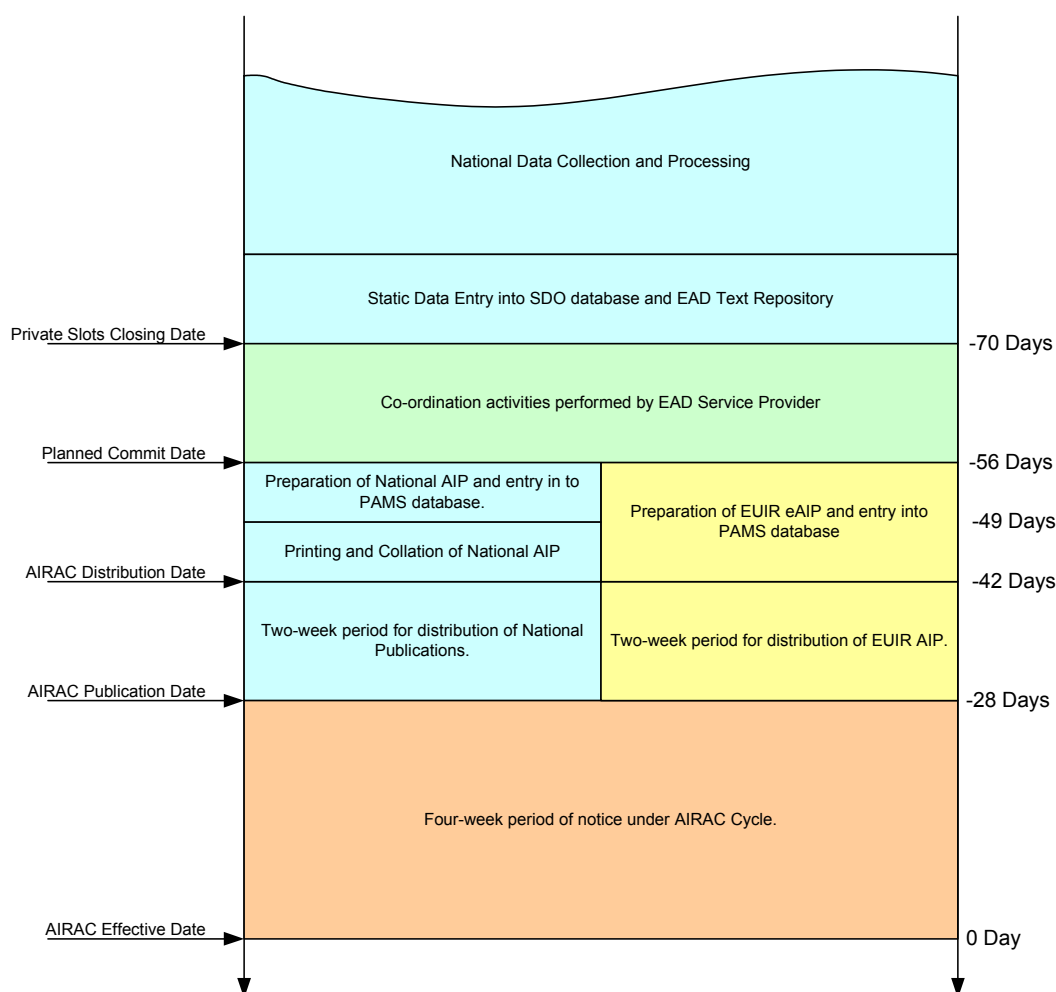 National Data Collection and Processing
Static Data Entry into SDO database and EAD Text Repository
Private Slots Closing Date
-70 Days
Co-ordination activities performed by EAD Service Provider
Planned Commit Date
-56 Days
Preparation of National AIP and entry in to
PAMS database.
Preparation of EUIR eAIP and entry into
PAMS database
-49 Days
Printing and Collation of National AIP
AIRAC Distribution Date
-42 Days
Two-week period for distribution of National
Publications.
Two-week period for distribution of EUIR AIP.
AIRAC Publication Date
-28 Days
Four-week period of notice under AIRAC Cycle.
AIRAC Effective Date
0 Day